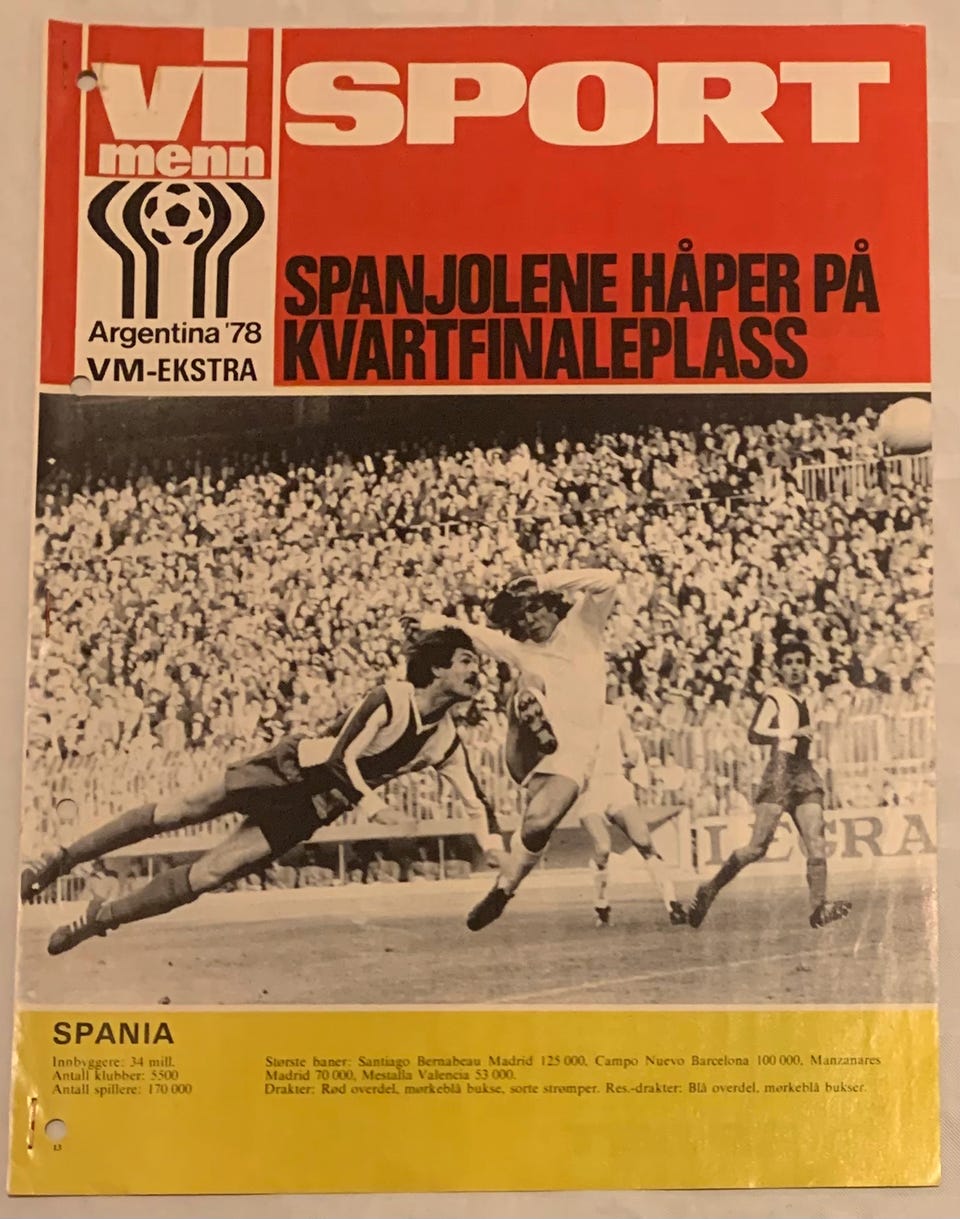 vi
menn
SPORT
Argentina '78
VM-EKSTRA
SPANJOLENE HÅPER PÅ
KVARTFINALEPLASS
LEGRA
SPANIA
Innbyggere: 34 mill.
Antall klubber: 5500
Antall spillere: 170 000
Største baner: Santiago Bernabeau Madrid 125 000, Campo Nuevo Barcelona 100 000, Manzanares
Madrid 70 000, Mestalla Valencia 53 000.
Drakter: Rød overdel, mørkeblå bukse, sorte strømper. Res.-drakter: Blå overdel, mørkeblå bukser.
13